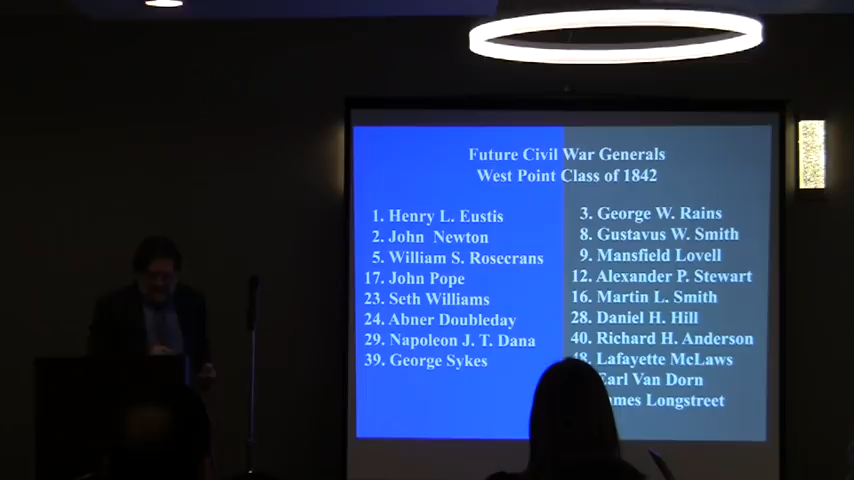 Future Civil War Generals
West Point Class of 1842
1. Henry L. Eustis
2. John Newton
5. William S. Rosecrans
17. John Pope
23. Seth Williams
24. Abner Doubleday
29. Napoleon J. T. Dana
39. George Sykes
3. George W. Rains
8. Gustavus W. Smith
9. Mansfield Lovell
12. Alexander P. Stewart
16. Martin L. Smith
28. Daniel H. Hill
40. Richard H. Anderson
48. Lafayette McLaws
Earl Van Dorn
James Longstreet